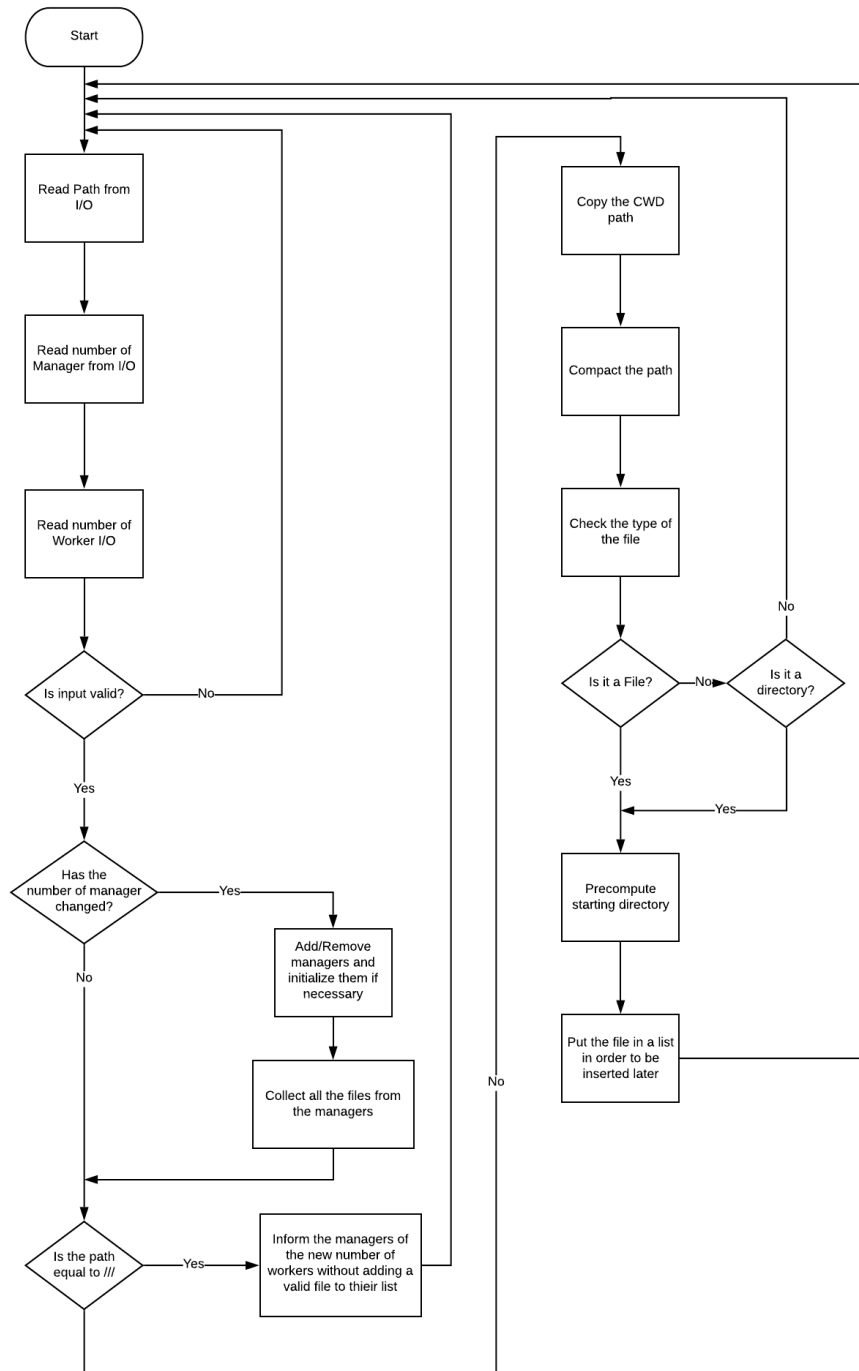 Start
Read Path from
I/O
Read number of
Manager from I/O
Read number of
Worker I/O
Is input valid?
No
Yes
Has the
number of manager
changed?
Yes
No
Add/Remove
managers and
initialize them if
necessary
Collect all the files from
the managers
Is the path
equal to ///
Yes
Inform the managers of
the new number of
workers without adding a
valid file to thieir list
No
Copy the CWD
path
Compact the path
Check the type of
the file
Is it a File?
No
Is it a
directory?
No
Yes
Yes
Precompute
starting directory
Put the file in a list
in order to be
inserted later